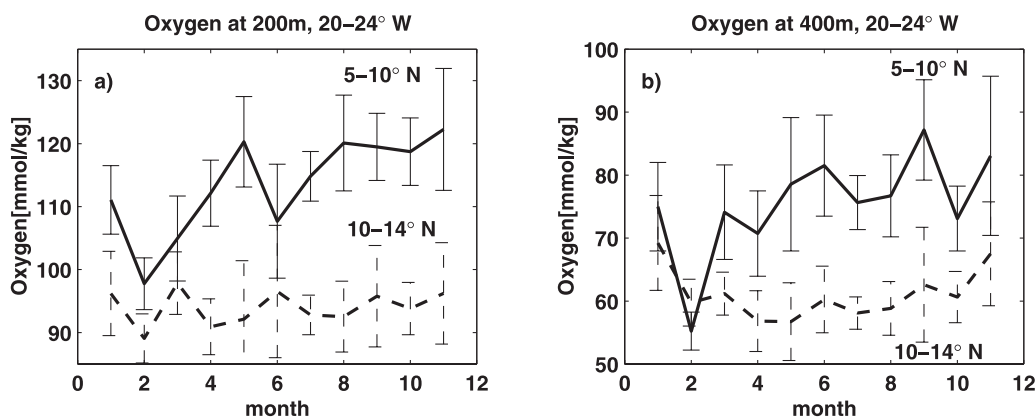 Oxygen at 200m, 20−24° W
a)
5−10° N
10−14° N
Oxygen[mmol/kg]
130
120
110
100
90
0 2 4 6 8 10 12
month
Oxygen at 400m, 20−24° W
b)
5−10° N
10−14° N
Oxygen[mmol/kg]
100
90
80
70
60
50
0 2 4 6 8 10 12
month